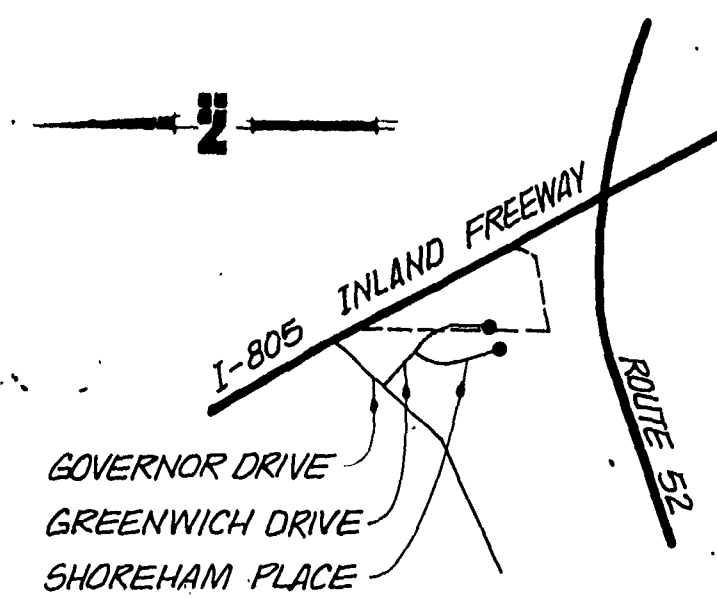 N
I-805 INLAND FREEWAY
ROUTE 52
GOVERNOR DRIVE
GREENWICH DRIVE
SHOREHAM PLACE